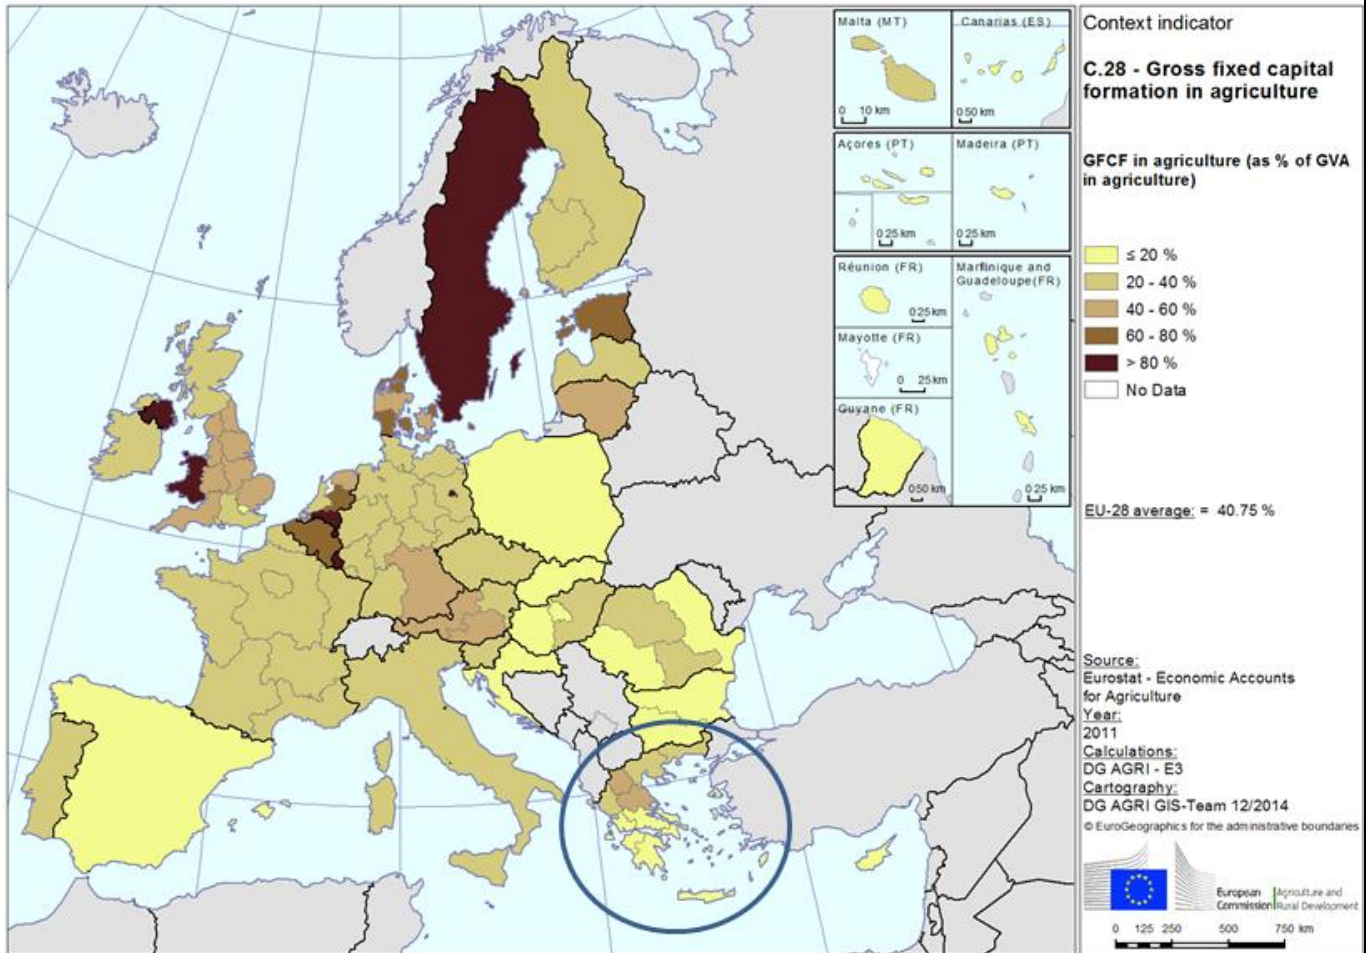 Malta (MT)
0 10 km
Canarias (ES)
0 50 km
Açores (PT)
0 25 km
Madeira (PT)
0 25 km
Réunion (FR)
0 25 km
Martinique and
Guadeloupe(FR)
0 25 km
Mayotte (FR)
0 25 km
Guyane (FR)
0 50 km
Context indicator
C.28 - Gross fixed capital
formation in agriculture
GFCF in agriculture (as % of GVA
in agriculture)
≤ 20 %
20 - 40 %
40 - 60 %
60 - 80 %
> 80 %
No Data
EU-28 average: = 40.75 %
Source:
Eurostat - Economic Accounts
for Agriculture
Year:
2011
Calculations:
DG AGRI - E3
Cartography:
DG AGRI GIS-Team 12/2014
© EuroGeographics for the administrative boundaries
European
Commission
Agriculture and
Rural Development
0 125 250 500 750 km